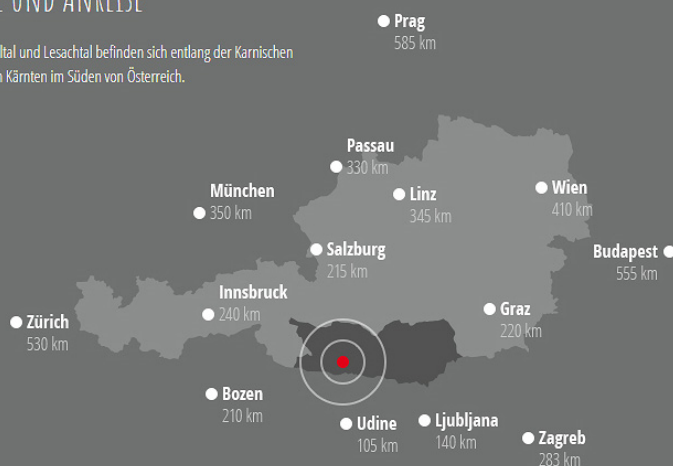 UND ANREISE
und Lesachtal befinden sich entlang der Karnischen
Kärnten im Süden von Österreich.
Prag
585 km
Passau
330 km
München
350 km
Linz
345 km
Wien
410 km
Salzburg
215 km
Budapest
555 km
Innsbruck
240 km
Graz
220 km
Zürich
530 km
Bozen
210 km
Udine
105 km
Ljubljana
140 km
Zagreb
283 km